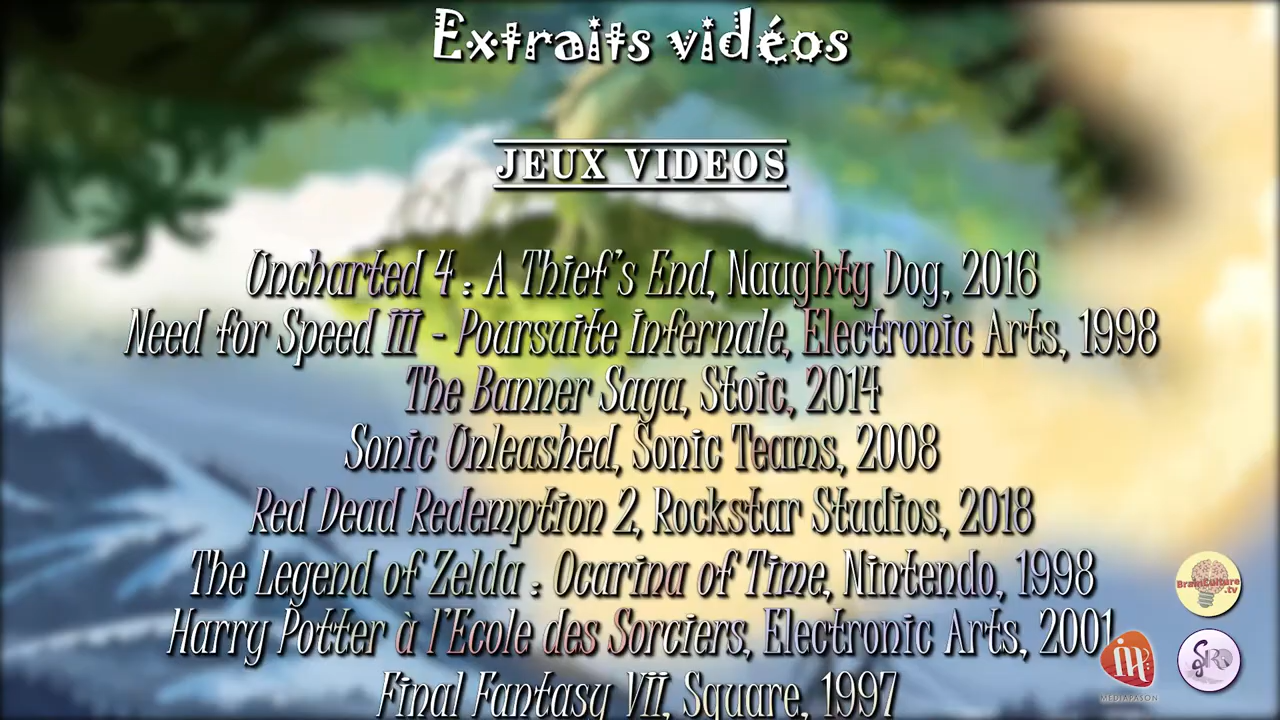 Extraits vidéos
JEUX VIDEOS
Uncharted 4 : A Thief's End, Naughty Dog, 2016
Need for Speed III - Poursuite Infernale, Electronic Arts, 1998
The Banner Saga, Stoic, 2014
Sonic Unleashed, Sonic Teams, 2008
Red Dead Redemption 2, Rockstar Studios, 2018
The Legend of Zelda : Ocarina of Time, Nintendo, 1998
Harry Potter à l'Ecole des Sorciers, Electronic Arts, 2001
Final Fantasy VII, Square, 1997
BrainCulture
.tv
MEDIAPASON